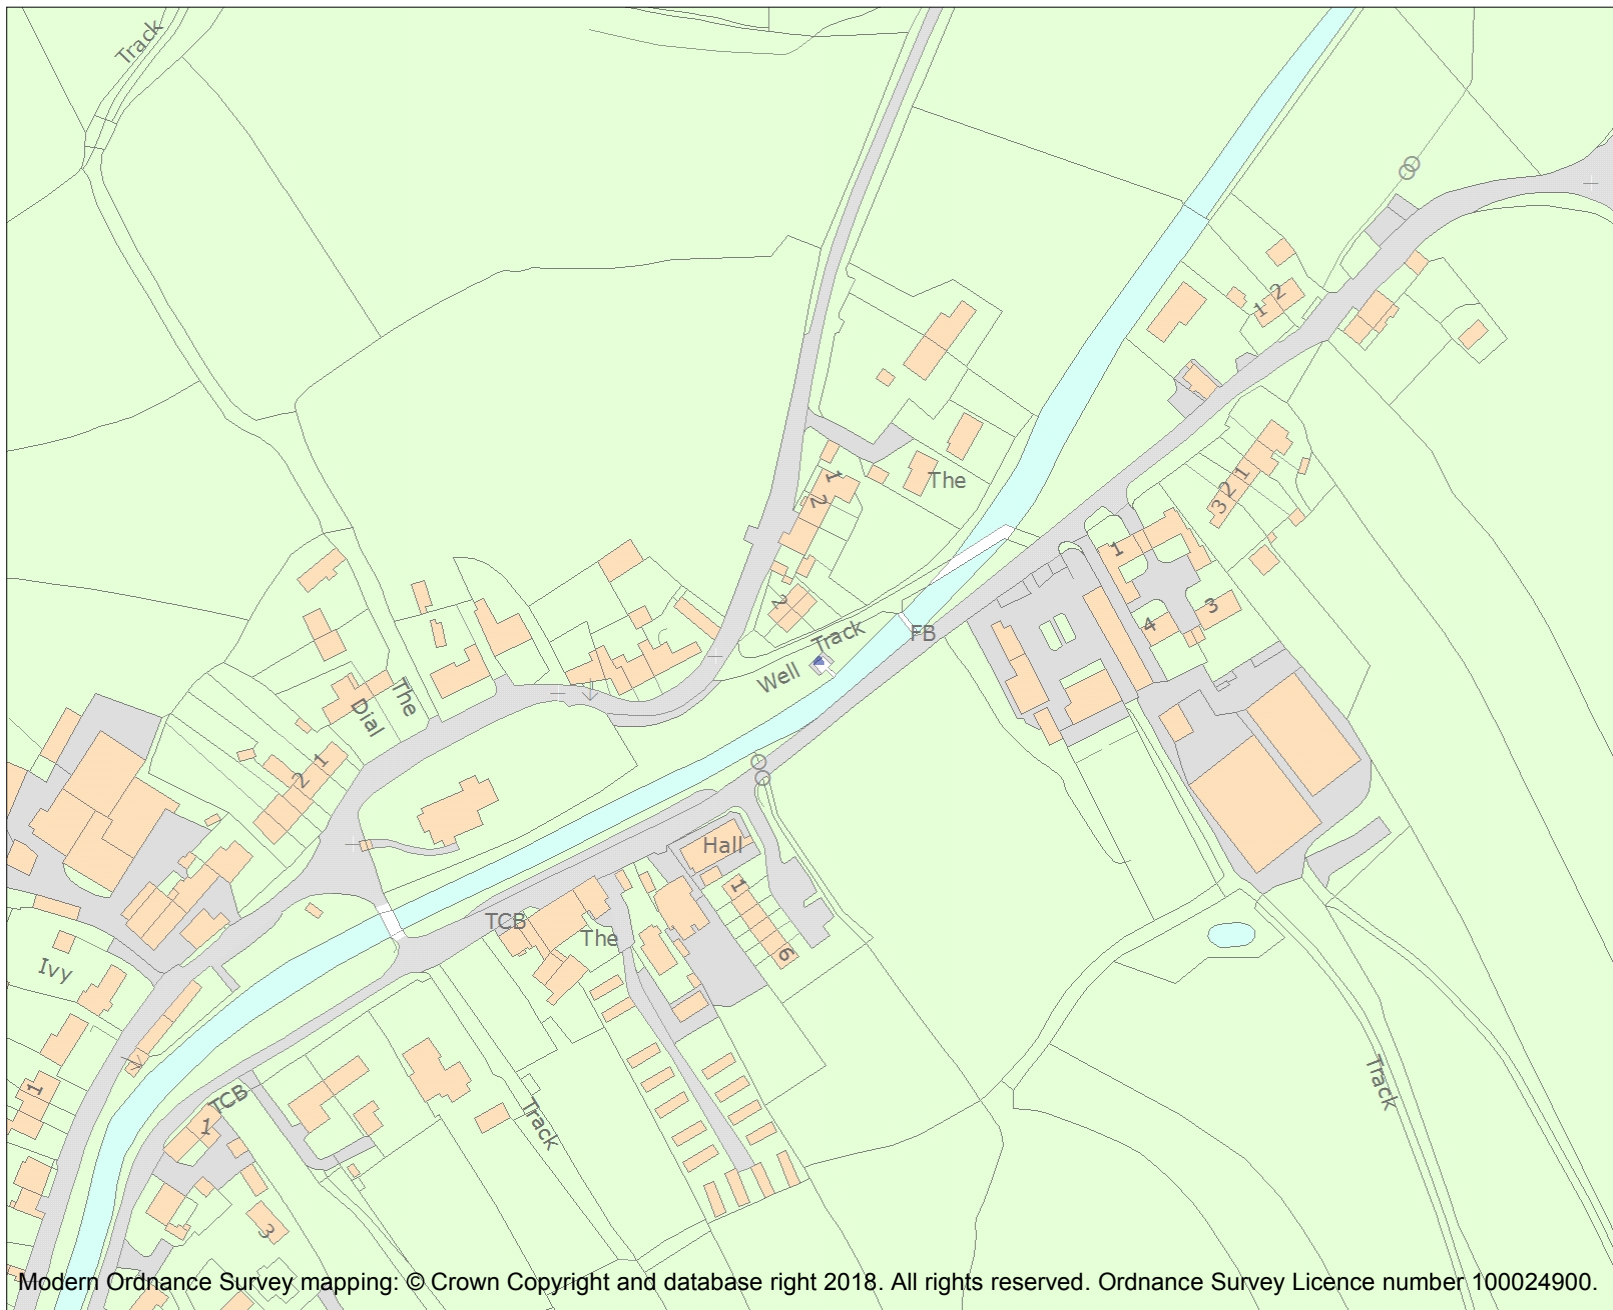 Track
1 2
The
1
2
3 2 1
1
3
4
2
FB
Well Track
The
Dial
2 1
Hall
TCB
The
1
6
Ivy
1
TCB
1
Track
Track
3
Modern Ordnance Survey mapping: © Crown Copyright and database right 2018. All rights reserved. Ordnance Survey Licence number 100024900.